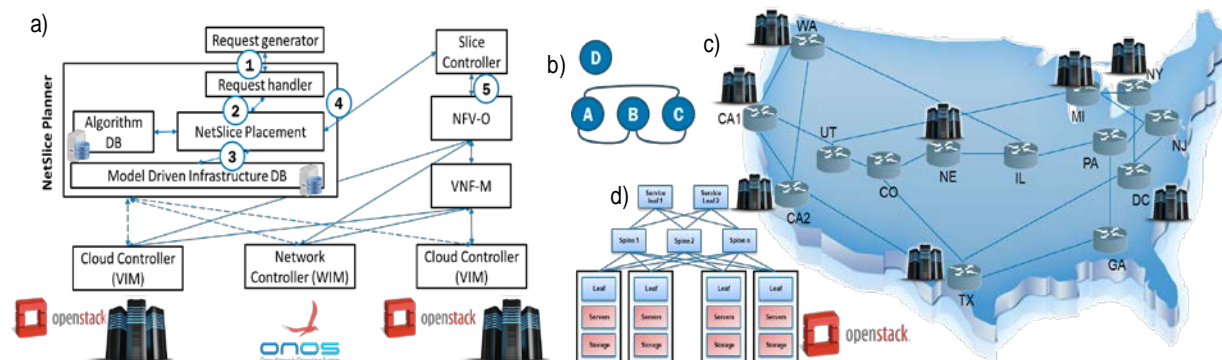 a)
Request generator
1
Request handler
2
4
NetSlice Planner
Algorithm
DB
NetSlice Placement
3
Model Driven Infrastructure DB
Slice
Controller
5
NFV-O
VNF-M
Cloud Controller
(VIM)
Network
Controller (WIM)
Cloud Controller
(VIM)
openstack
onos
openstack
b)
D
A B C
c)
WA
CA1
UT
CO
NE
IL
MI
NY
NJ
PA
DC
CA2
TX
GA
d)
Service
leaf 1
Service
Leaf 2
Spine 1
Spine 2
Spine n
Leaf Leaf Leaf Leaf
Servers Servers Servers Servers
Storage Storage Storage Storage
openstack